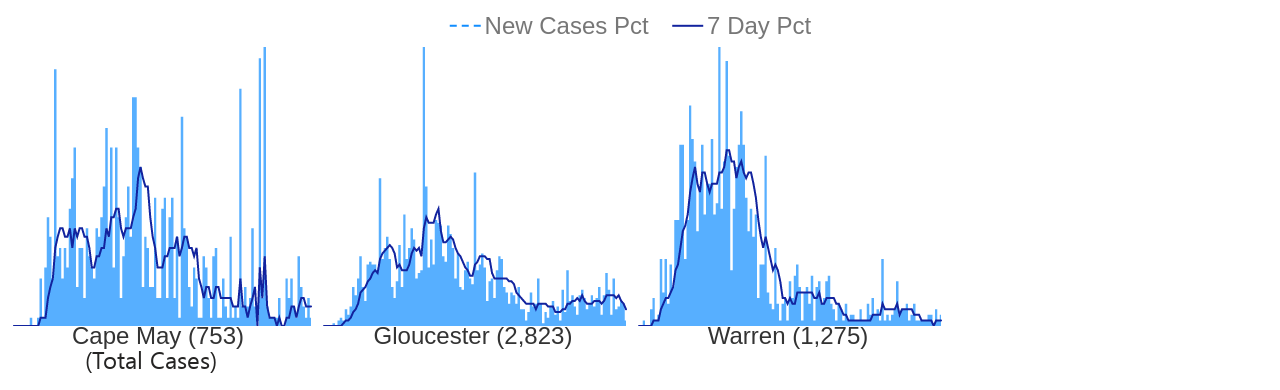 New Cases Pct 7 Day Pct
Cape May (753) Gloucester (2,823) Warren (1,275)
(Total Cases)